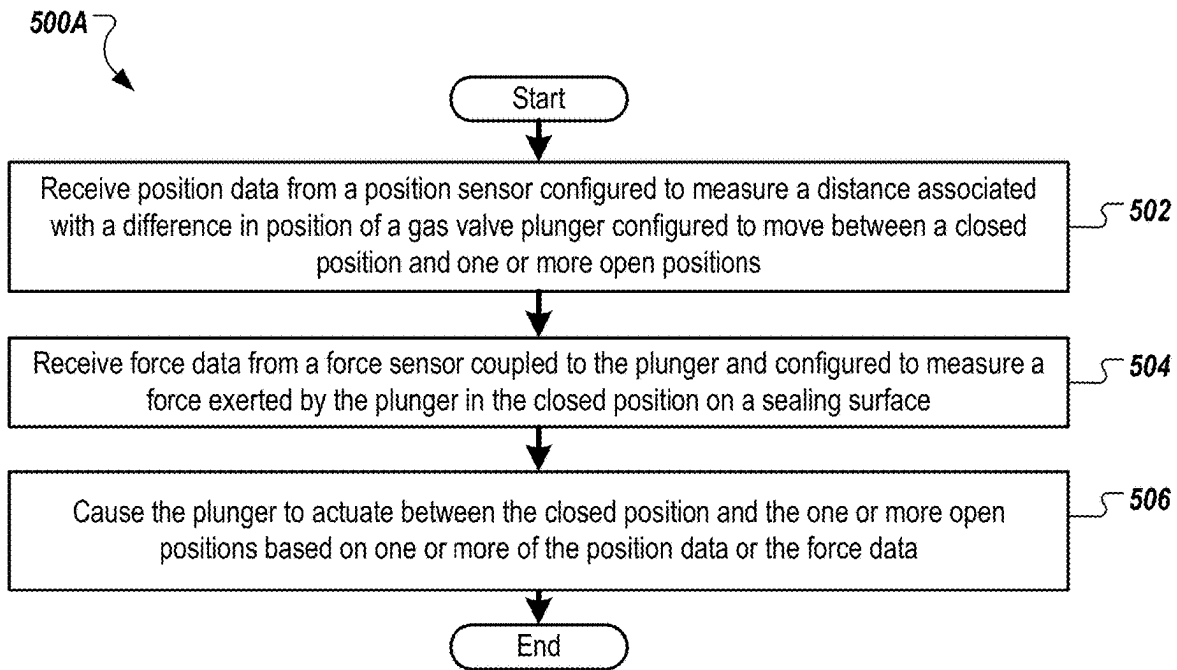 500A
Start
Receive position data from a position sensor configured to measure a distance associated
with a difference in position of a gas valve plunger configured to move between a closed
position and one or more open positions
502
Receive force data from a force sensor coupled to the plunger and configured to measure a
force exerted by the plunger in the closed position on a sealing surface
504
Cause the plunger to actuate between the closed position and the one or more open
positions based on one or more of the position data or the force data
506
End